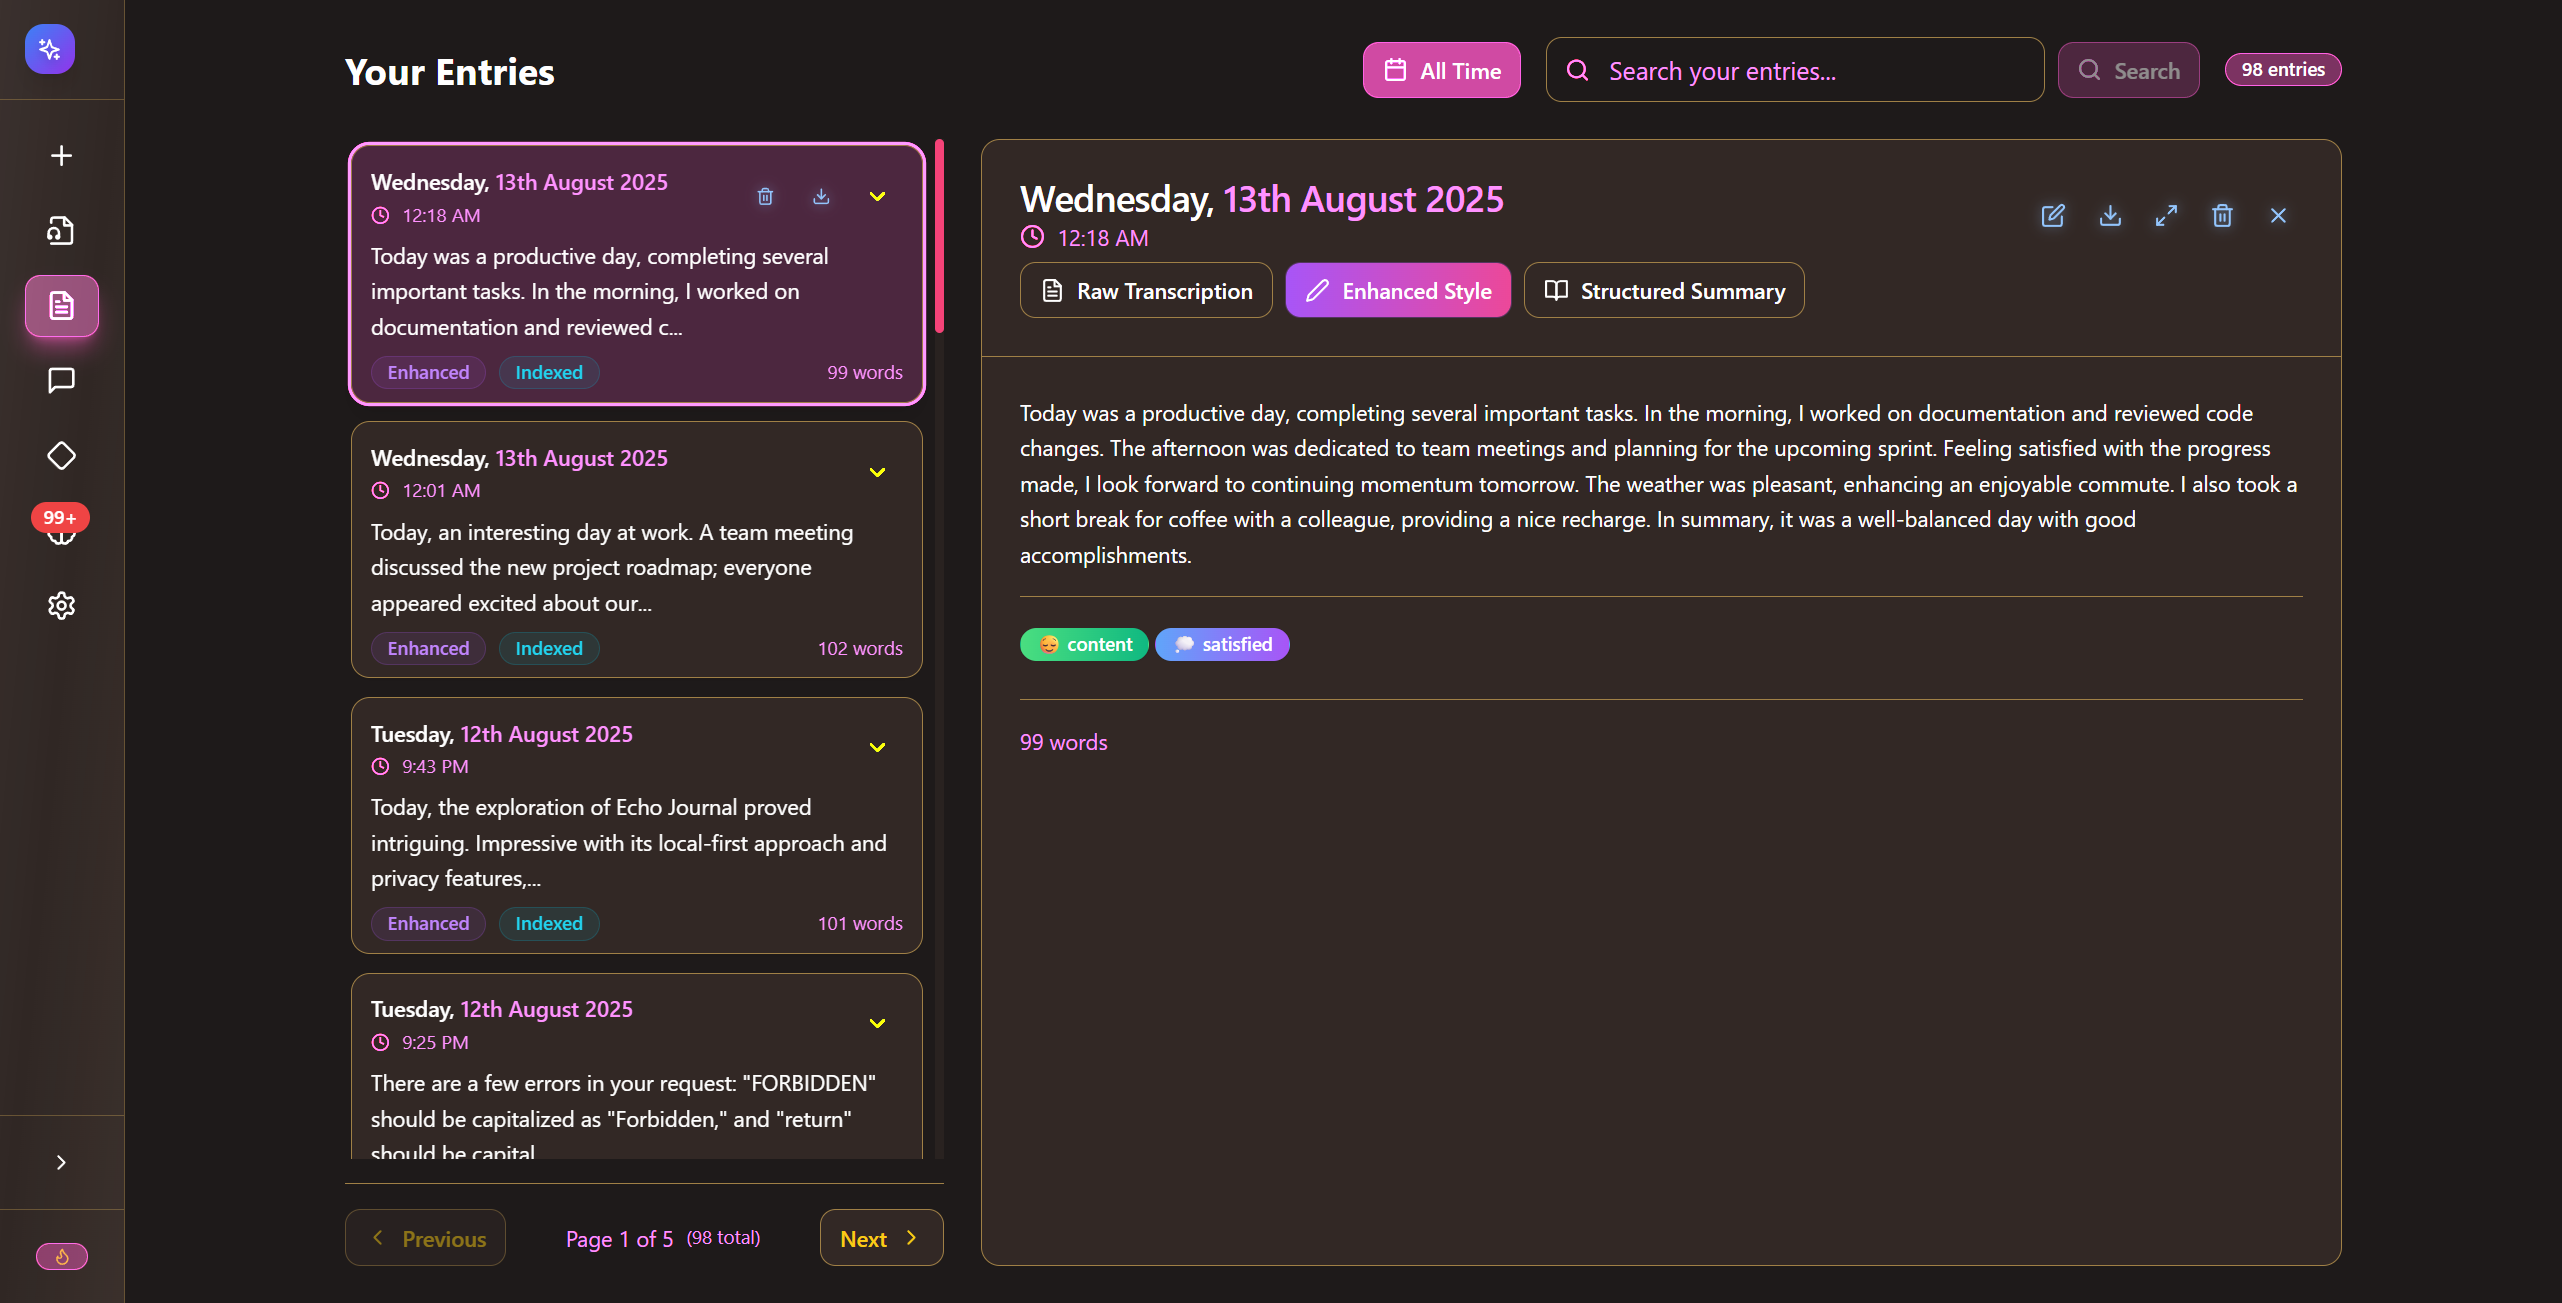 Your Entries
All Time
Search your entries...
Search
98 entries
99+
Wednesday, 13th August 2025
12:18 AM
Today was a productive day, completing several
important tasks. In the morning, I worked on
documentation and reviewed c...
Enhanced
Indexed
99 words
Wednesday, 13th August 2025
12:01 AM
Today, an interesting day at work. A team meeting
discussed the new project roadmap; everyone
appeared excited about our...
Enhanced
Indexed
102 words
Tuesday, 12th August 2025
9:43 PM
Today, the exploration of Echo Journal proved
intriguing. Impressive with its local-first approach and
privacy features,...
Enhanced
Indexed
101 words
Tuesday, 12th August 2025
9:25 PM
There are a few errors in your request: "FORBIDDEN"
should be capitalized as "Forbidden," and "return"
should be capital
Previous
Page 1 of 5 (98 total)
Next
Wednesday, 13th August 2025
12:18 AM
Raw Transcription
Enhanced Style
Structured Summary
Today was a productive day, completing several important tasks. In the morning, I worked on documentation and reviewed code
changes. The afternoon was dedicated to team meetings and planning for the upcoming sprint. Feeling satisfied with the progress
made, I look forward to continuing momentum tomorrow. The weather was pleasant, enhancing an enjoyable commute. I also took a
short break for coffee with a colleague, providing a nice recharge. In summary, it was a well-balanced day with good
accomplishments.
content
satisfied
99 words